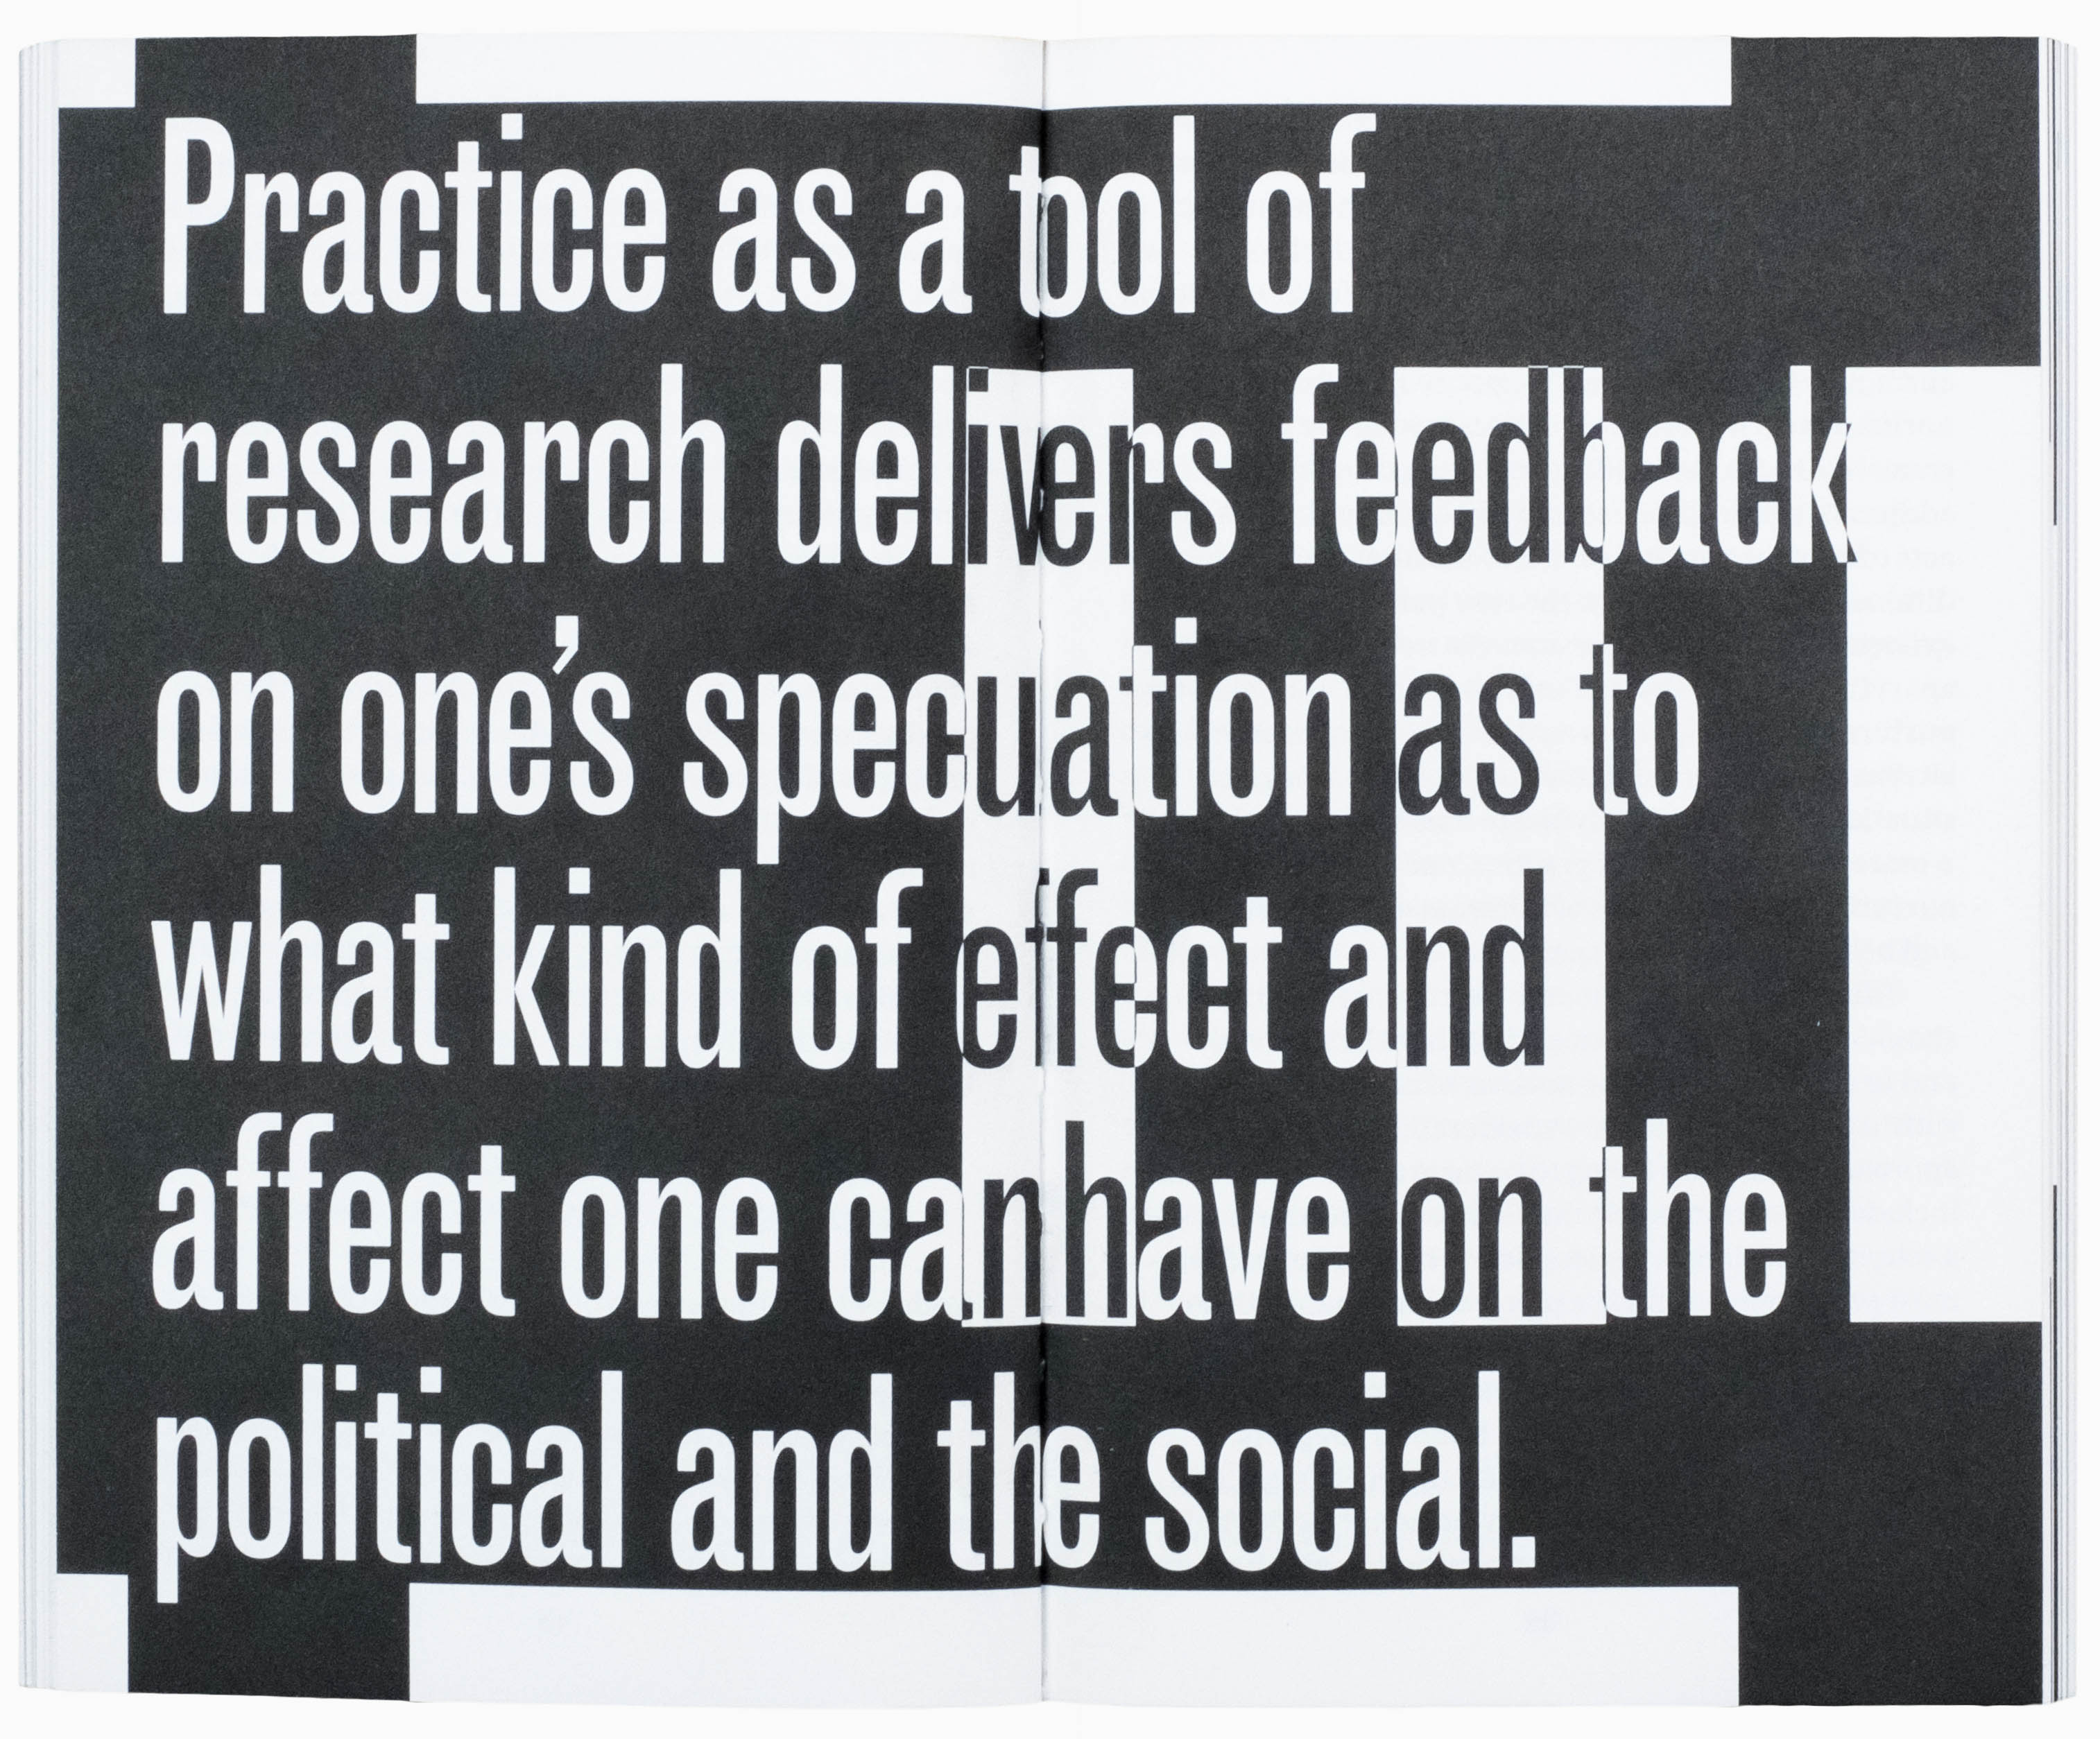 Practice as a tool of
research delivers feedback
on one’s speculation as to
what kind of effect and
affect one can have on the
political and the social.